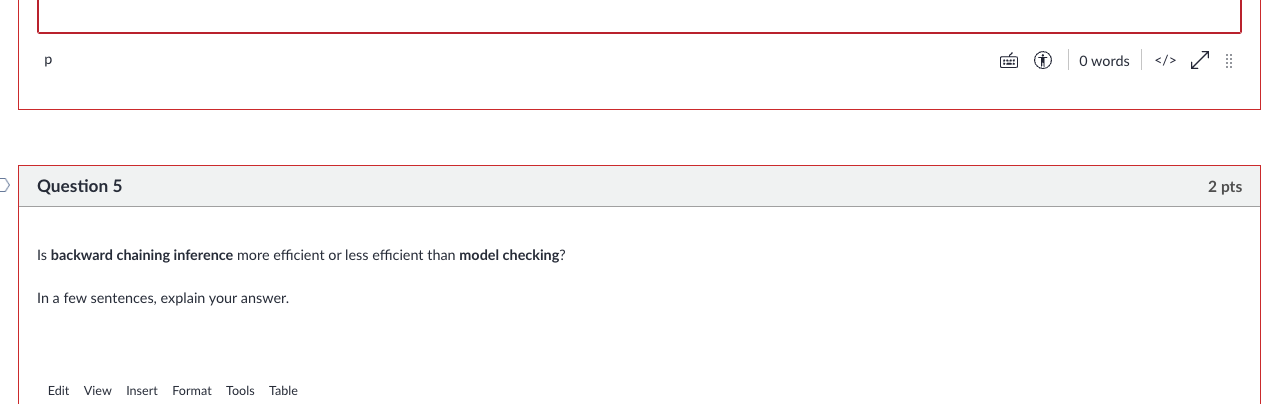 p
0 words
</>
Question 5
2 pts
Is backward chaining inference more efficient or less efficient than model checking?
In a few sentences, explain your answer.
Edit View Insert Format Tools Table